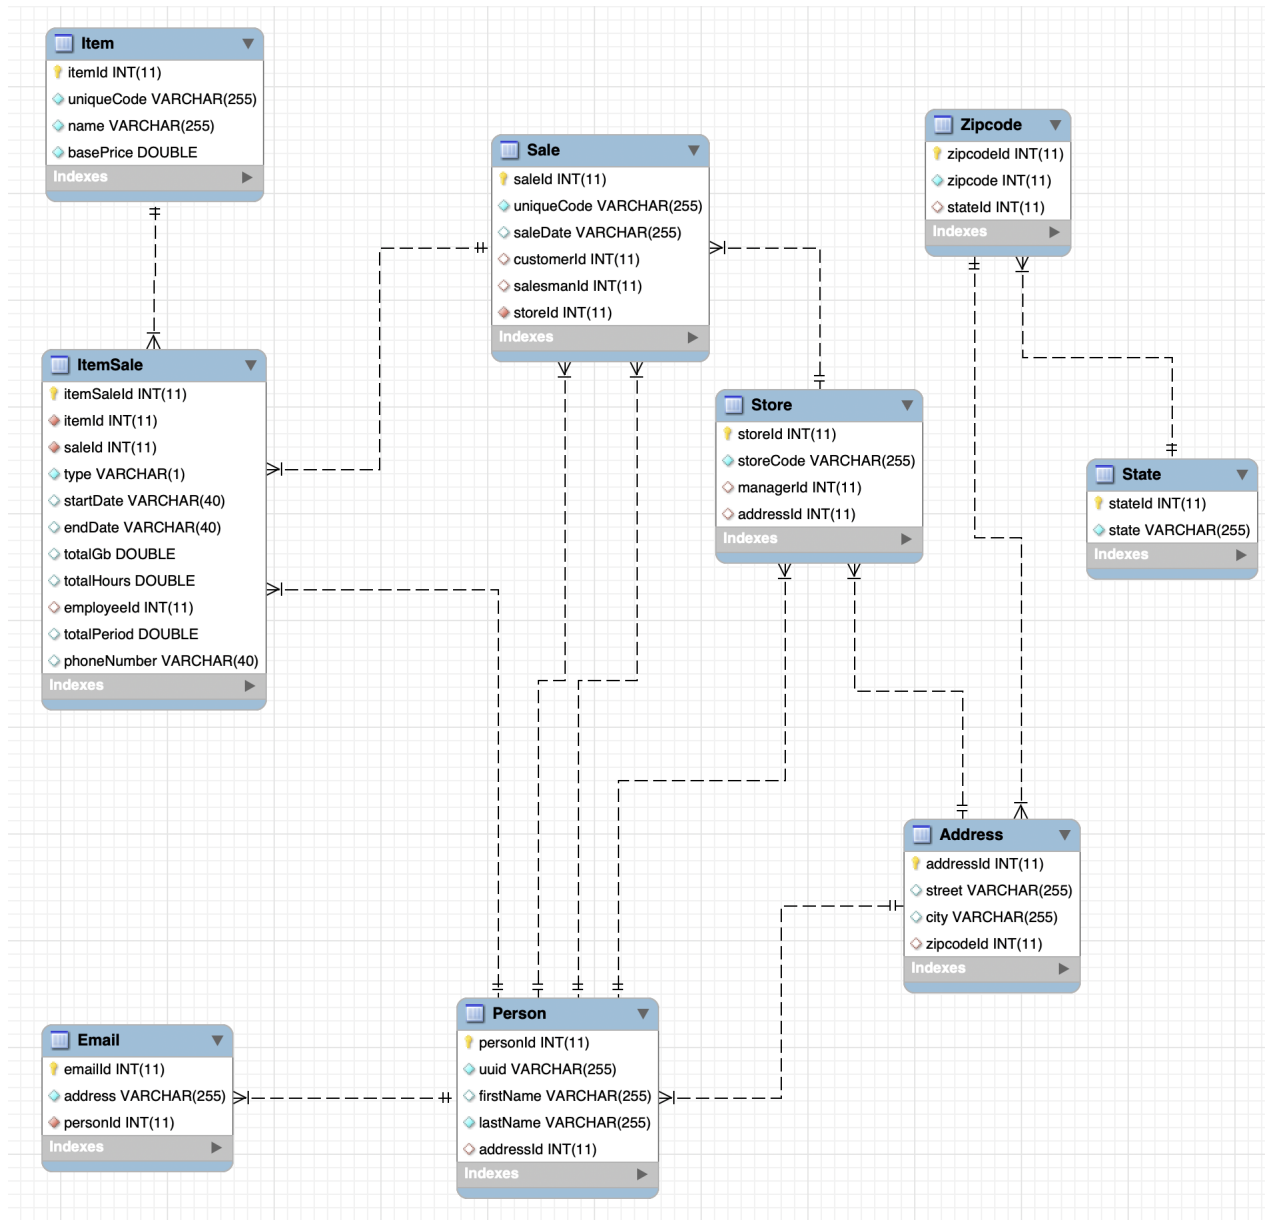 Item
itemId INT(11)
uniqueCode VARCHAR(255)
name VARCHAR(255)
basePrice DOUBLE
Indexes
Sale
saleId INT(11)
uniqueCode VARCHAR(255)
saleDate VARCHAR(255)
customerId INT(11)
salesmanId INT(11)
storeId INT(11)
Indexes
Zipcode
zipcodeId INT(11)
zipcode INT(11)
stateId INT(11)
Indexes
ItemSale
itemSaleId INT(11)
itemId INT(11)
saleId INT(11)
type VARCHAR(1)
startDate VARCHAR(40)
endDate VARCHAR(40)
totalGb DOUBLE
totalHours DOUBLE
employeeId INT(11)
totalPeriod DOUBLE
phoneNumber VARCHAR(40)
Indexes
Store
storeId INT(11)
storeCode VARCHAR(255)
managerId INT(11)
addressId INT(11)
Indexes
State
stateId INT(11)
state VARCHAR(255)
Indexes
Address
addressId INT(11)
street VARCHAR(255)
city VARCHAR(255)
zipcodeId INT(11)
Indexes
Email
emailId INT(11)
address VARCHAR(255)
personId INT(11)
Indexes
Person
personId INT(11)
uuid VARCHAR(255)
firstName VARCHAR(255)
lastName VARCHAR(255)
addressId INT(11)
Indexes